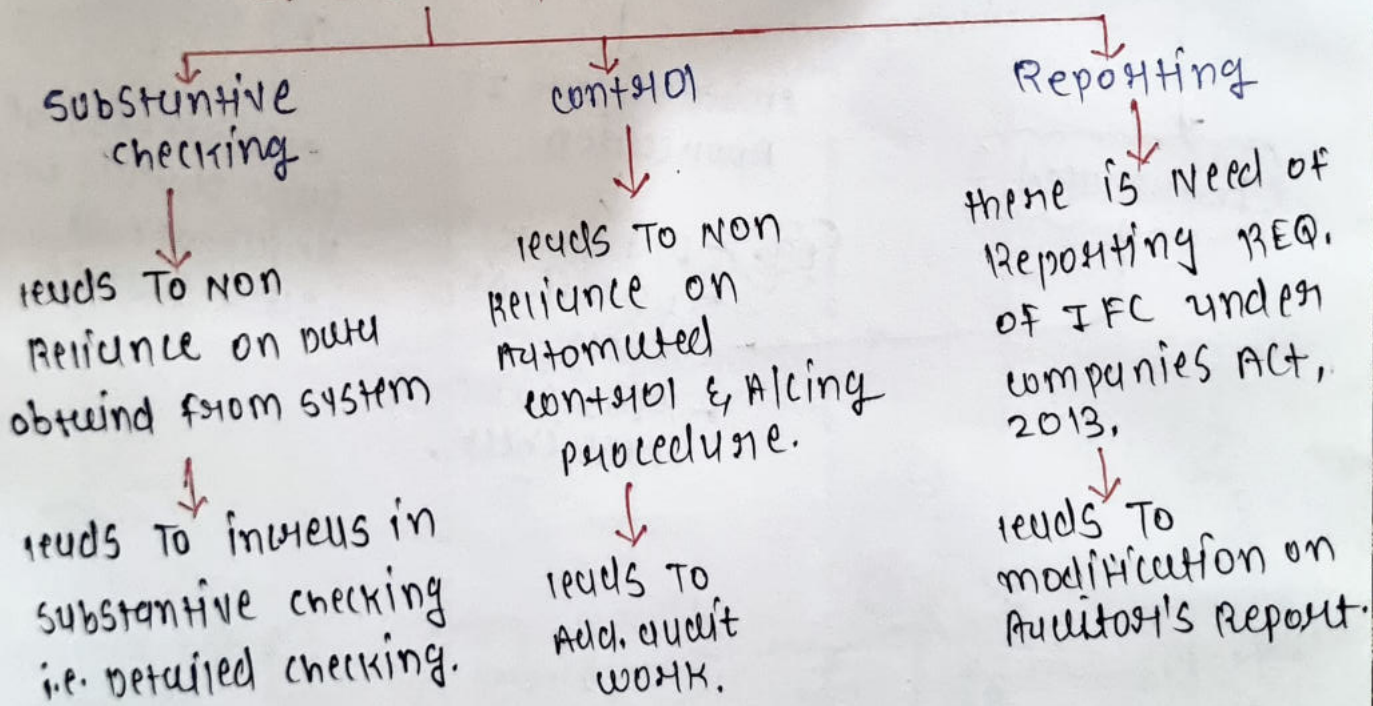 Substantive
checking
leads To Non
Reliance on Data
obtaind from system
leads To increas in
substantive checking
i.e. Detailed checking.
control
leads To Non
Reliance on
Automated
control & A/cing
procedure.
leads To
Add. audit
work.
Reporting
there is Need of
Reporting REQ.
of IFC under
companies Act,
2013.
leads To
modification on
Auditor's Report.